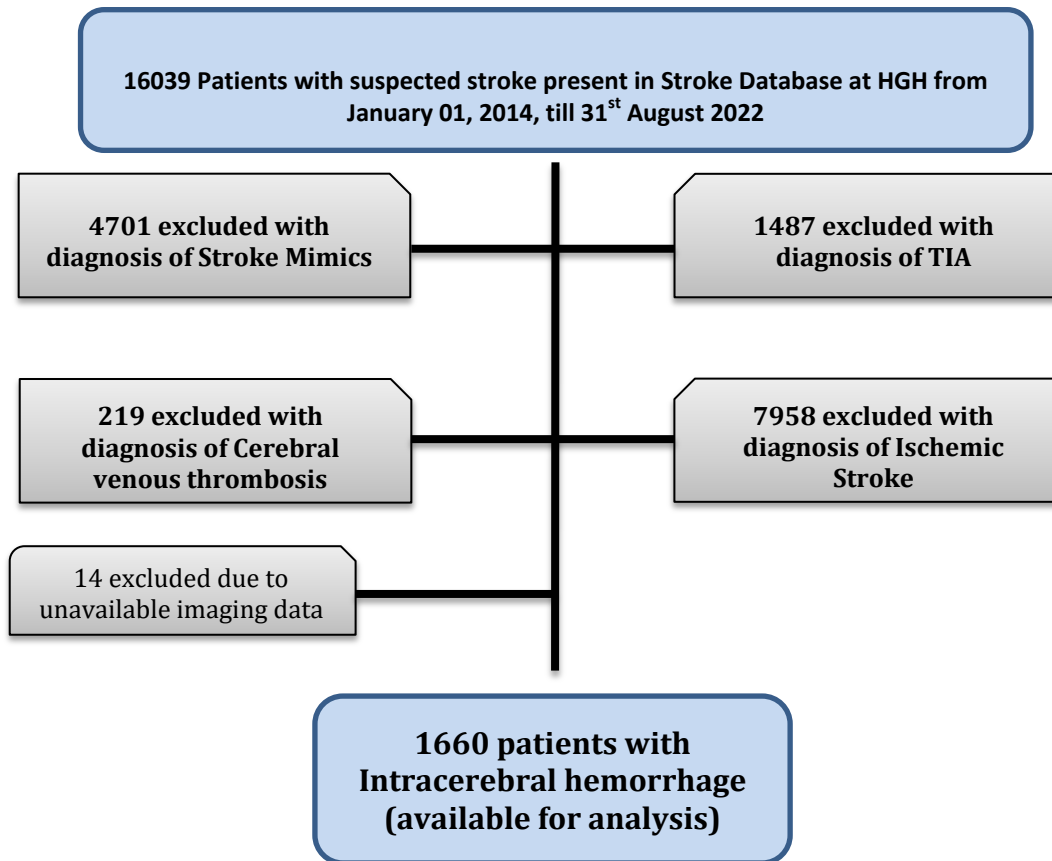 16039 Patients with suspected stroke present in Stroke Database at HGH from
January 01, 2014, till 31st August 2022
4701 excluded with
diagnosis of Stroke Mimics
1487 excluded with
diagnosis of TIA
219 excluded with
diagnosis of Cerebral
venous thrombosis
7958 excluded with
diagnosis of Ischemic
Stroke
14 excluded due to
unavailable imaging data
1660 patients with
Intracerebral hemorrhage
(available for analysis)